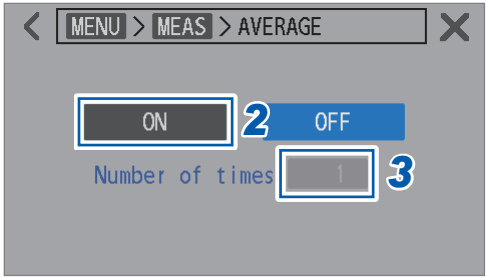 MENU > MEAS > AVERAGE
ON 2 OFF
Number of times 1 3